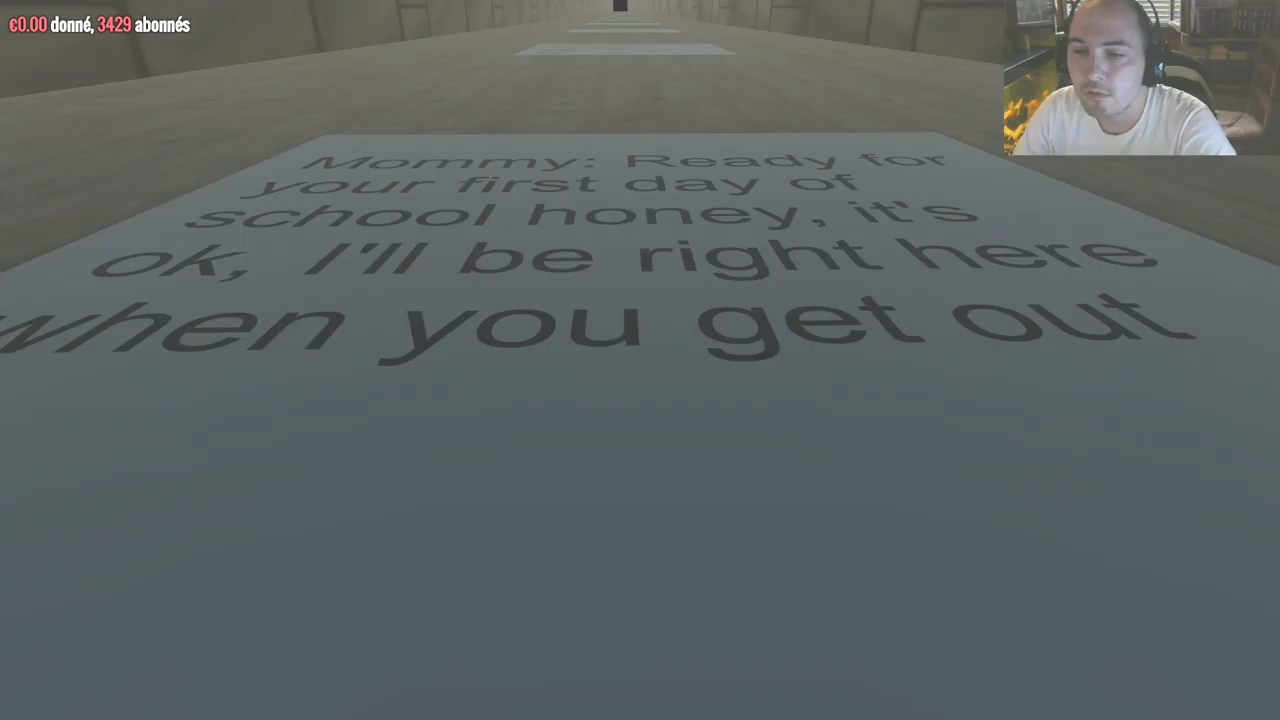 €0.00 donné, 3429 abonnés
Mommy: Ready for
your first day of
school honey, it's
ok, I'll be right here
when you get out